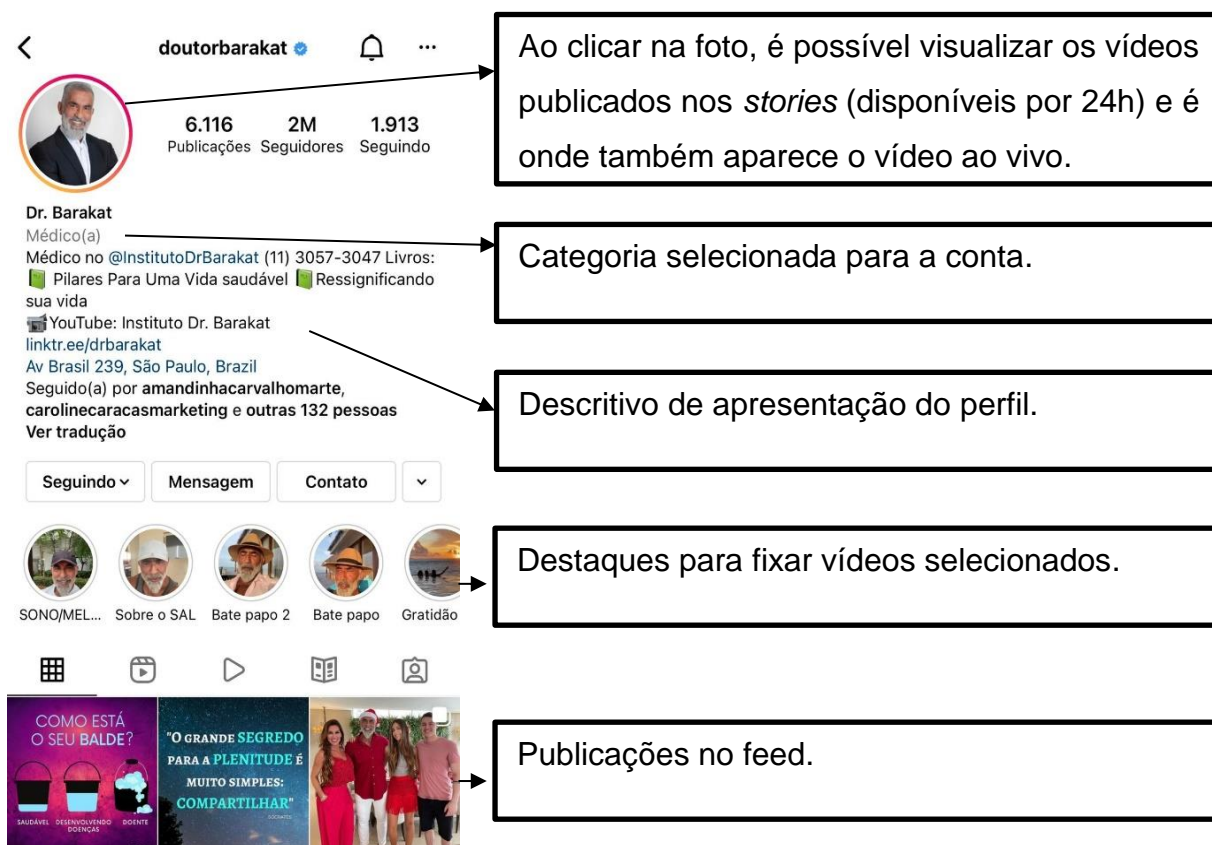 doutorbarakat
...
6.116 2M 1.913
Publicações Seguidores Seguindo
Dr. Barakat
Médico(a)
Médico no @InstitutoDrBarakat (11) 3057-3047 Livros:
📗 Pilares Para Uma Vida saudável 📗Ressignificando
sua vida
📹YouTube: Instituto Dr. Barakat
linktr.ee/drbarakat
Av Brasil 239, São Paulo, Brazil
Seguido(a) por amandinhacarvalhomarte,
carolinecaracasmarketing e outras 132 pessoas
Ver tradução
Seguindo Mensagem Contato
SONO/MEL... Sobre o SAL Bate papo 2 Bate papo Gratidão
COMO ESTÁ
O SEU BALDE?
SAUDÁVEL DESENVOLVENDO DOENTE
DOENÇAS
"O GRANDE SEGREDO
PARA A PLENITUDE É
MUITO SIMPLES:
COMPARTILHAR"
SÓCRATES
Ao clicar na foto, é possível visualizar os vídeos
publicados nos stories (disponíveis por 24h) e é
onde também aparece o vídeo ao vivo.
Categoria selecionada para a conta.
Descritivo de apresentação do perfil.
Destaques para fixar vídeos selecionados.
Publicações no feed.